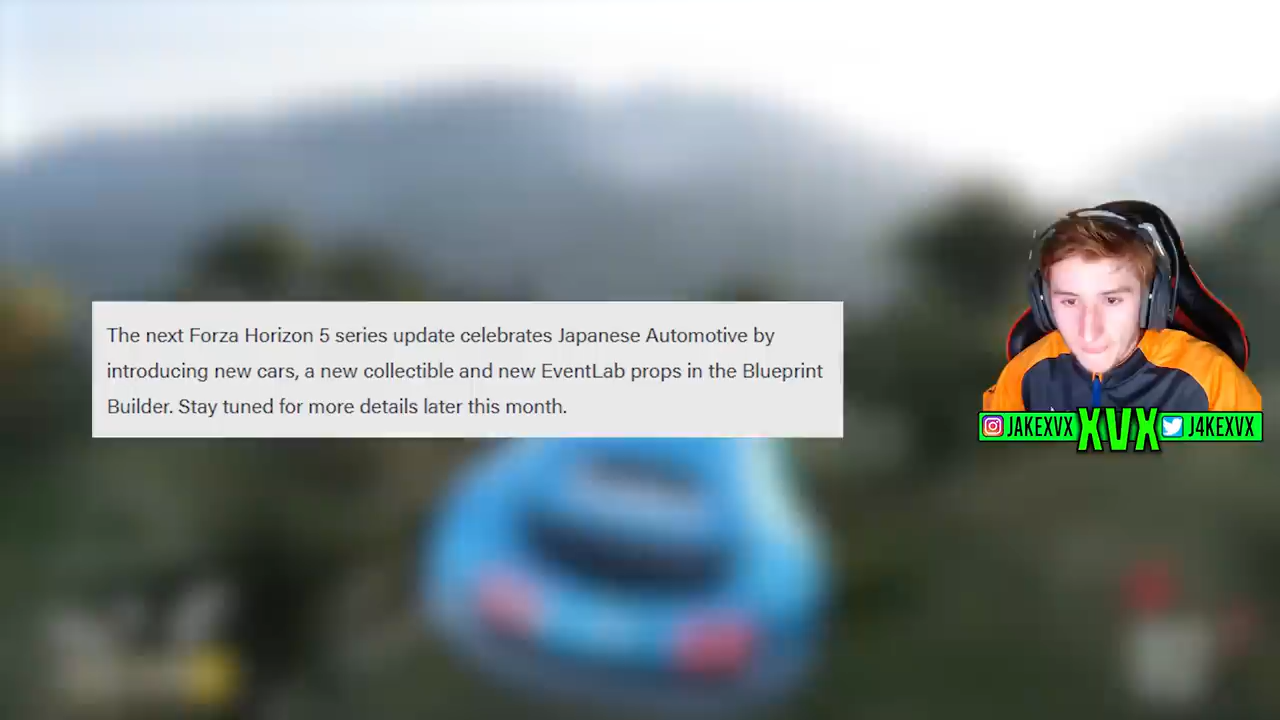 The next Forza Horizon 5 series update celebrates Japanese Automotive by
introducing new cars, a new collectible and new EventLab props in the Blueprint
Builder. Stay tuned for more details later this month.
JAKEXVX XVX J4KEXVX